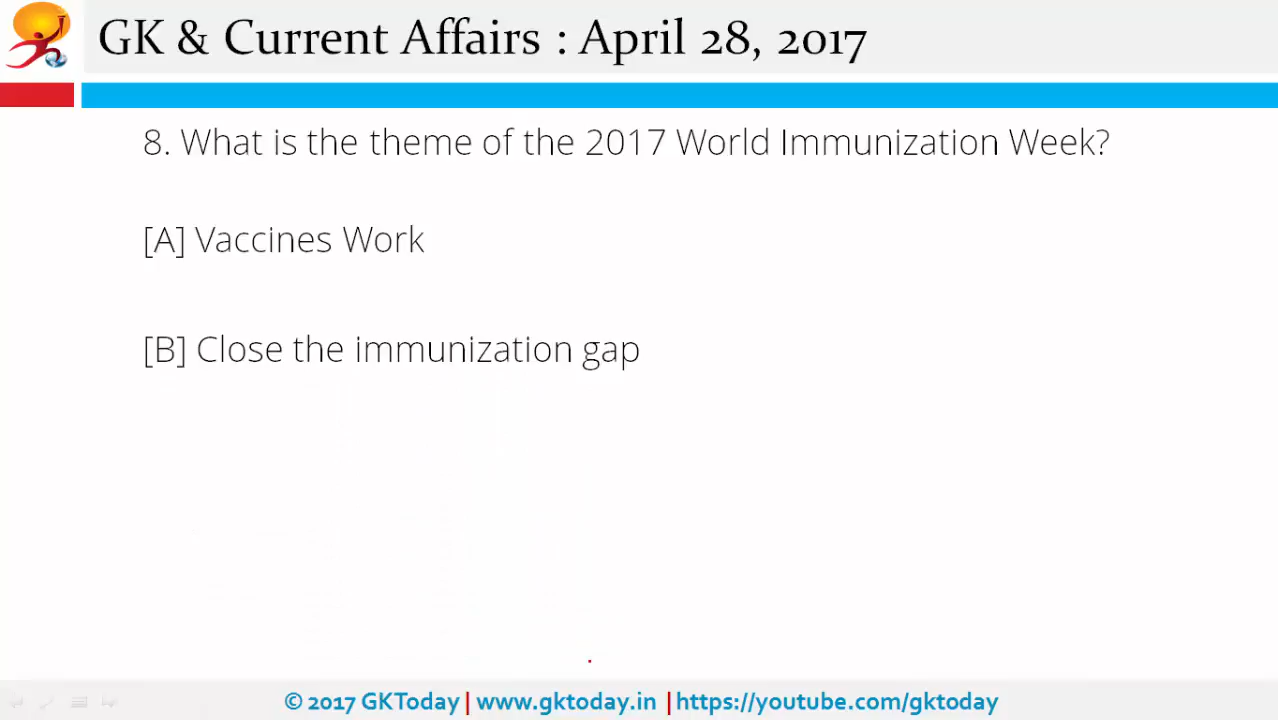 GK & Current Affairs : April 28, 2017
8. What is the theme of the 2017 World Immunization Week?
[A] Vaccines Work
[B] Close the immunization gap
© 2017 GKToday | www.gktoday.in | https://youtube.com/gktoday